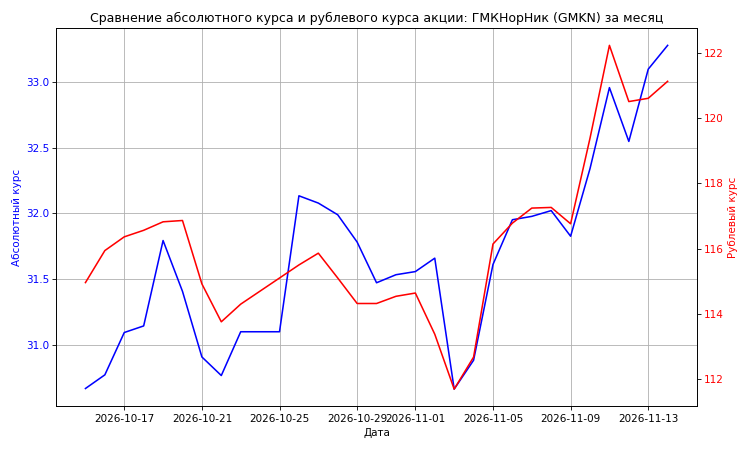 Сравнение абсолютного курса и рублевого курса акции: ГМКНорНик (GMKN) за месяц
Абсолютный курс
33.0
32.5
32.0
31.5
31.0
122
120
118
116
114
112
Рублевый курс
2026-10-17 2026-10-21 2026-10-25 2026-10-29 2026-11-01 2026-11-05 2026-11-09 2026-11-13
Дата